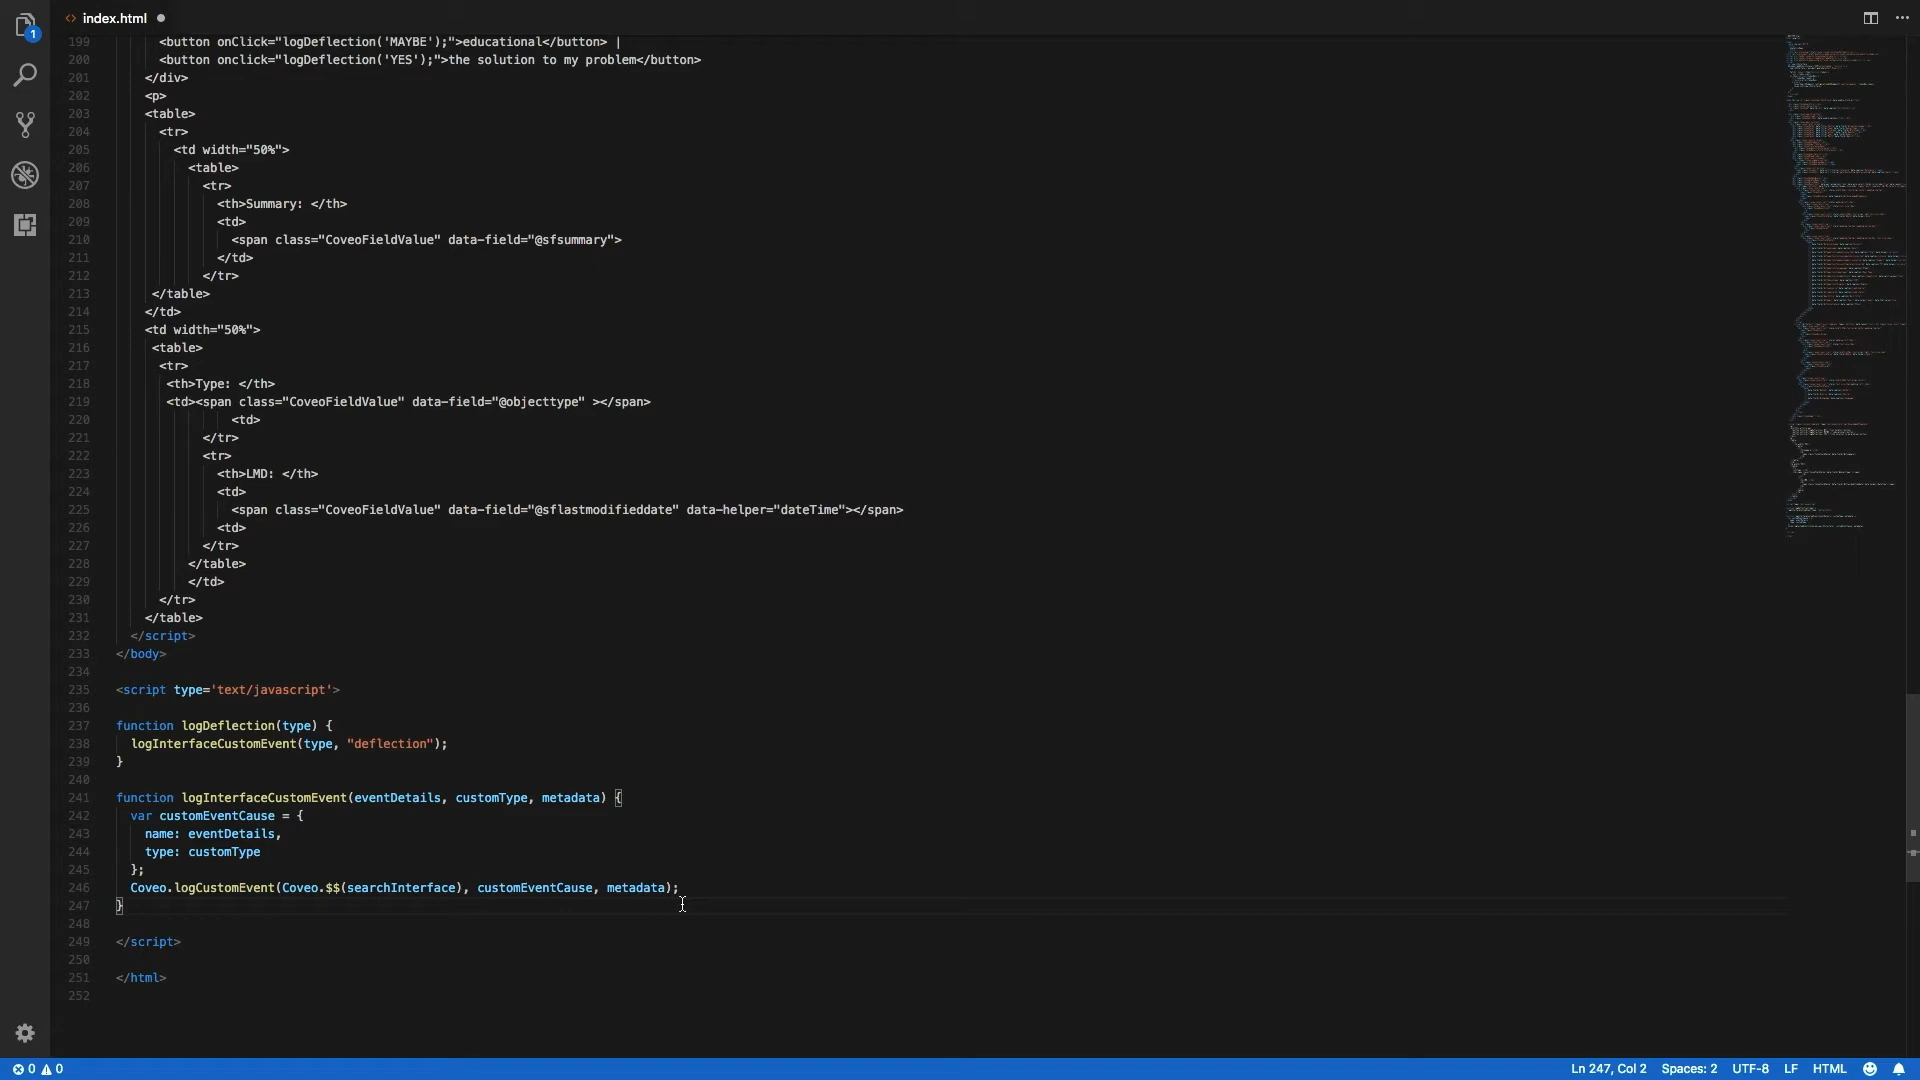 index.html
1
199 <button onClick="logDeflection('MAYBE');">educational</button> |
200 <button onclick="logDeflection('YES');">the solution to my problem</button>
201 </div>
202 <p>
203 <table>
204 <tr>
205 <td width="50%">
206 <table>
207 <tr>
208 <th>Summary: </th>
209 <td>
210 <span class="CoveoFieldValue" data-field="@sfsummary">
211 </td>
212 </tr>
213 </table>
214 </td>
215 <td width="50%">
216 <table>
217 <tr>
218 <th>Type: </th>
219 <td><span class="CoveoFieldValue" data-field="@objecttype" ></span>
220 <td>
221 </tr>
222 <tr>
223 <th>LMD: </th>
224 <td>
225 <span class="CoveoFieldValue" data-field="@sflastmodifieddate" data-helper="dateTime"></span>
226 <td>
227 </tr>
228 </table>
229 </td>
230 </tr>
231 </table>
232 </script>
233 </body>
234
235 <script type='text/javascript'>
236
237 function logDeflection(type) {
238 logInterfaceCustomEvent(type, "deflection");
239 }
240
241 function logInterfaceCustomEvent(eventDetails, customType, metadata) {
242 var customEventCause = {
243 name: eventDetails,
244 type: customType
245 };
246 Coveo.logCustomEvent(Coveo.$$(searchInterface), customEventCause, metadata);
247 }
248
249 </script>
250
251 </html>
252
0 0 Ln 247, Col 2 Spaces: 2 UTF-8 LF HTML